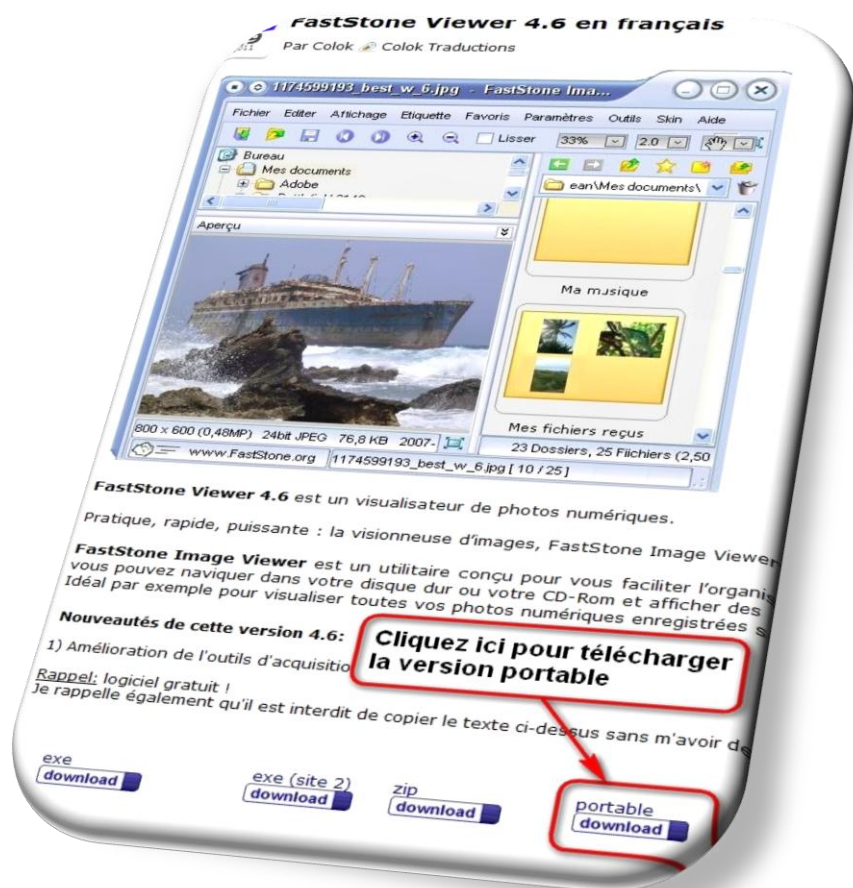 FastStone Viewer 4.6 en français
Par Colok Colok Traductions
1174599193_best_w_6.jpg - FastStone Ima...
Fichier Editer Affichage Etiquette Favoris Paramètres Outils Skin Aide
Lisser 33% 2.0
Bureau
Mes documents
Adobe
ean\Mes documents\
Aperçu
Ma musique
Mes fichiers reçus
800 x 600 (0,48MP) 24bit JPEG 76,8 KB 2007-
23 Dossiers, 25 Fiichiers (2,50
www.FastStone.org 1174599193_best_w_6.jpg [ 10 / 25 ]
FastStone Viewer 4.6 est un visualisateur de photos numériques.
Pratique, rapide, puissante : la visionneuse d'images, FastStone Image Viewer
FastStone Image Viewer est un utilitaire conçu pour vous faciliter l'organis
vous pouvez naviguer dans votre disque dur ou votre CD-Rom et afficher des
Idéal par exemple pour visualiser toutes vos photos numériques enregistrées s
Nouveautés de cette version 4.6:
Cliquez ici pour télécharger
la version portable
1) Amélioration de l'outils d'acquisitio
Rappel: logiciel gratuit !
Je rappelle également qu'il est interdit de copier le texte ci-dessus sans m'avoir de
exe
download
exe (site 2)
download
zip
download
portable
download